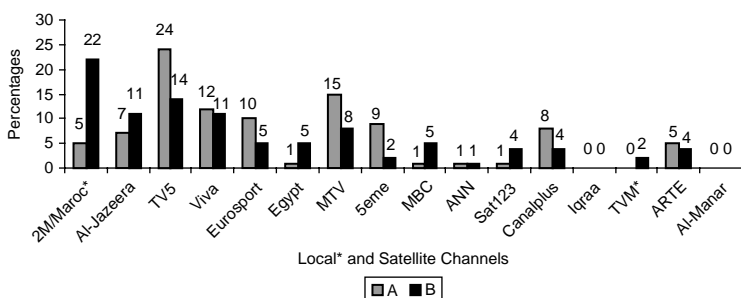 30
25
20
15
10
5
0
Percentages
5 22
7 11
24 14
12 11
10 5
1 5
15 8
9 2
1 5
1 1
1 4
8 4
0 0
0 2
5 4
0 0
2M/Maroc*
Al-Jazeera
TV5
Viva
Eurosport
Egypt
MTV
5eme
MBC
ANN
Sat123
Canalplus
Iqraa
TVM*
ARTE
Al-Manar
Local* and Satellite Channels
A B